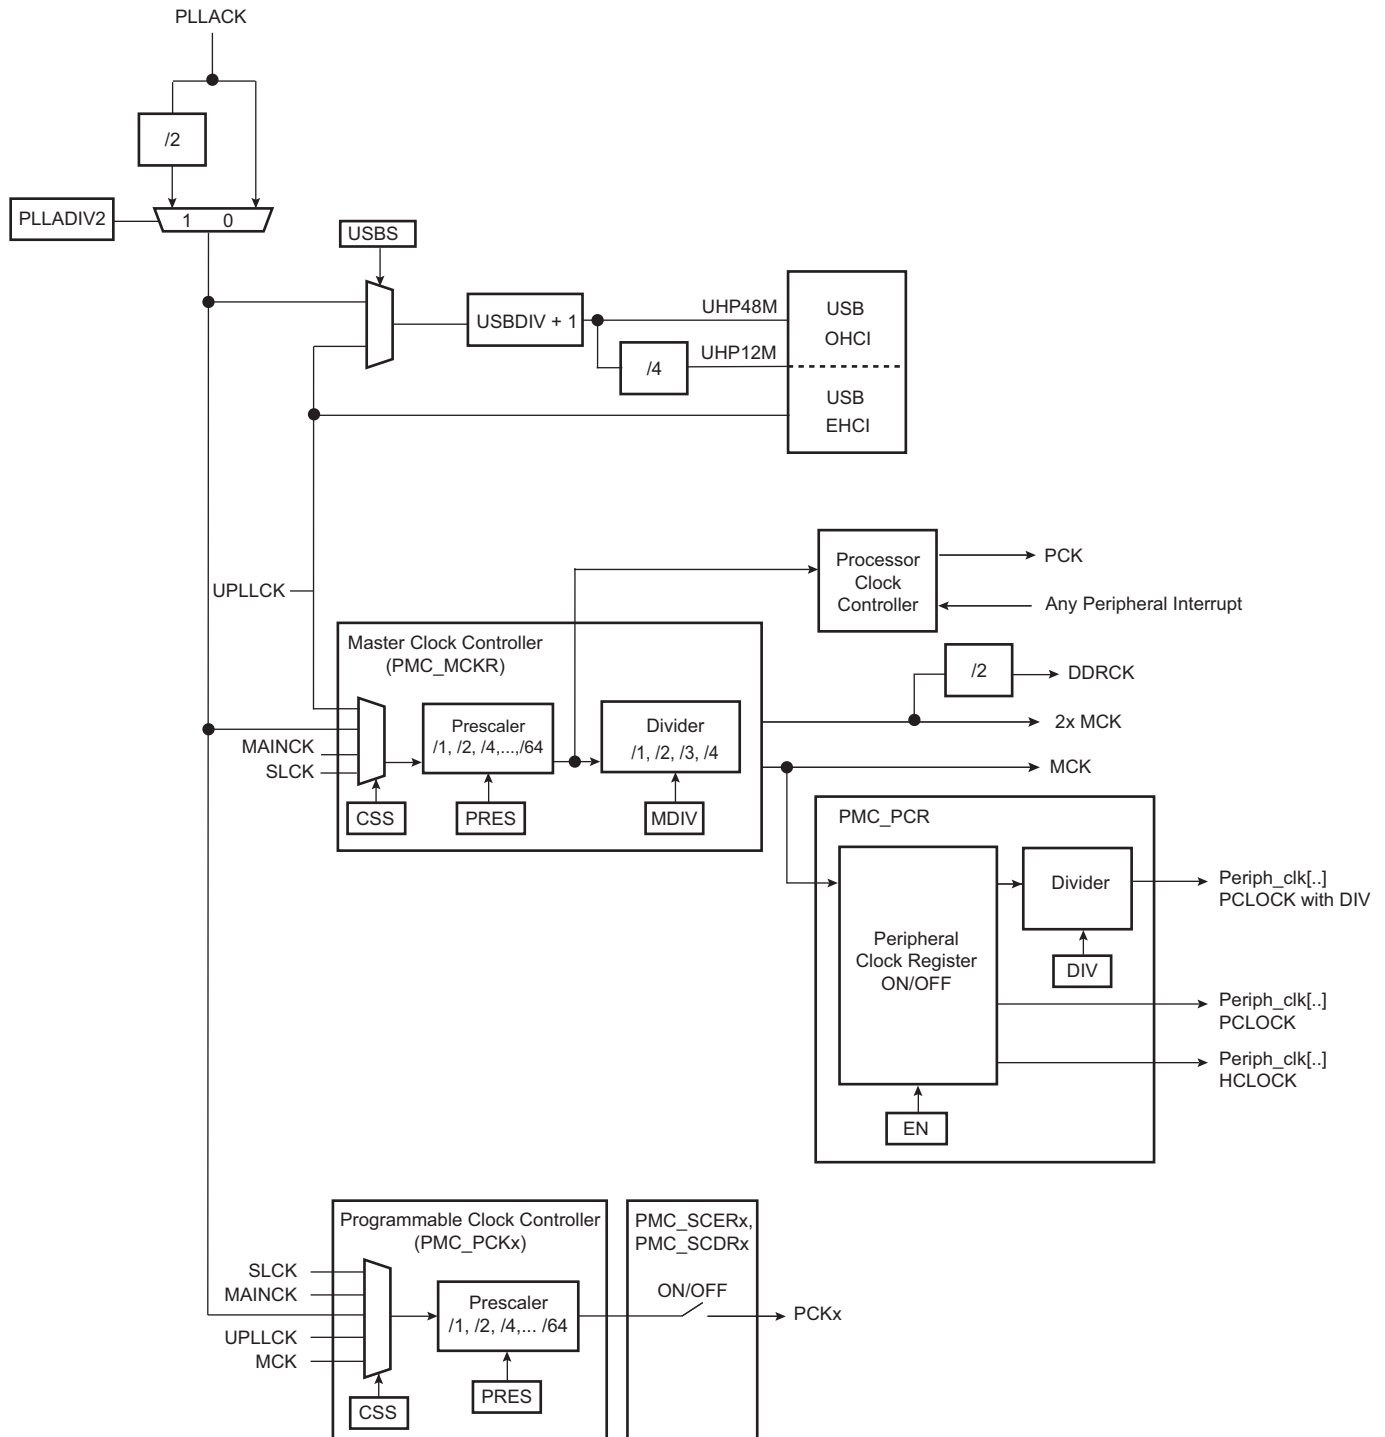 PLLACK
/2
PLLADIV2
1 0
USBS
USBDIV + 1
UHP48M
USB
OHCI
/4
UHP12M
USB
EHCI
UPLLCK
Processor
Clock
Controller
PCK
Any Peripheral Interrupt
Master Clock Controller
(PMC_MCKR)
/2
DDRCK
2x MCK
MAINCK
SLCK
Prescaler
/1, /2, /4,...,/64
Divider
/1, /2, /3, /4
MCK
CSS
PRES
MDIV
PMC_PCR
Peripheral
Clock Register
ON/OFF
Divider
DIV
Periph_clk[..]
PCLOCK with DIV
Periph_clk[..]
PCLOCK
Periph_clk[..]
HCLOCK
EN
Programmable Clock Controller
(PMC_PCKx)
PMC_SCERx,
PMC_SCDRx
SLCK
MAINCK
UPLLCK
MCK
Prescaler
/1, /2, /4,... /64
ON/OFF
PCKx
CSS
PRES